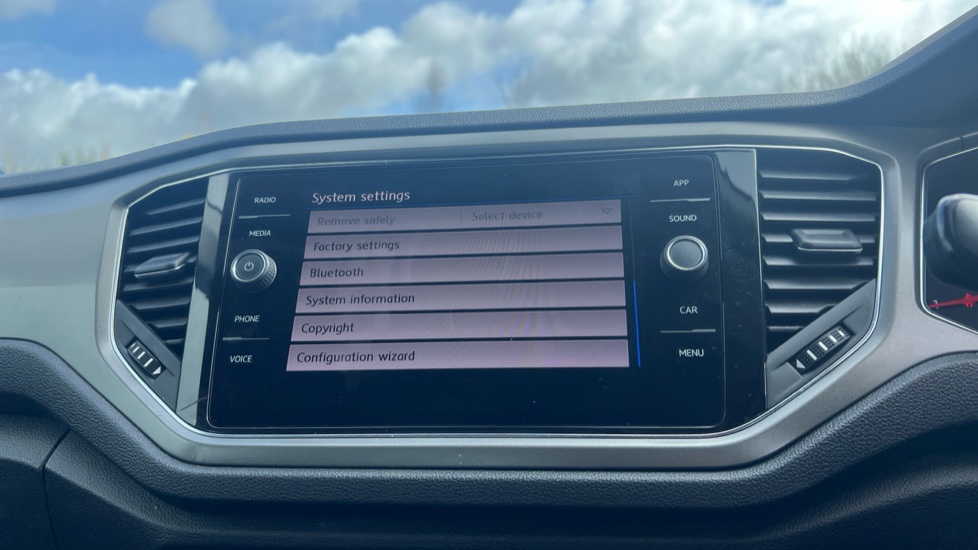 System settings
Remove safely Select device
Factory settings
Bluetooth
System information
Copyright
Configuration wizard
RADIO
MEDIA
PHONE
VOICE
APP
SOUND
CAR
MENU